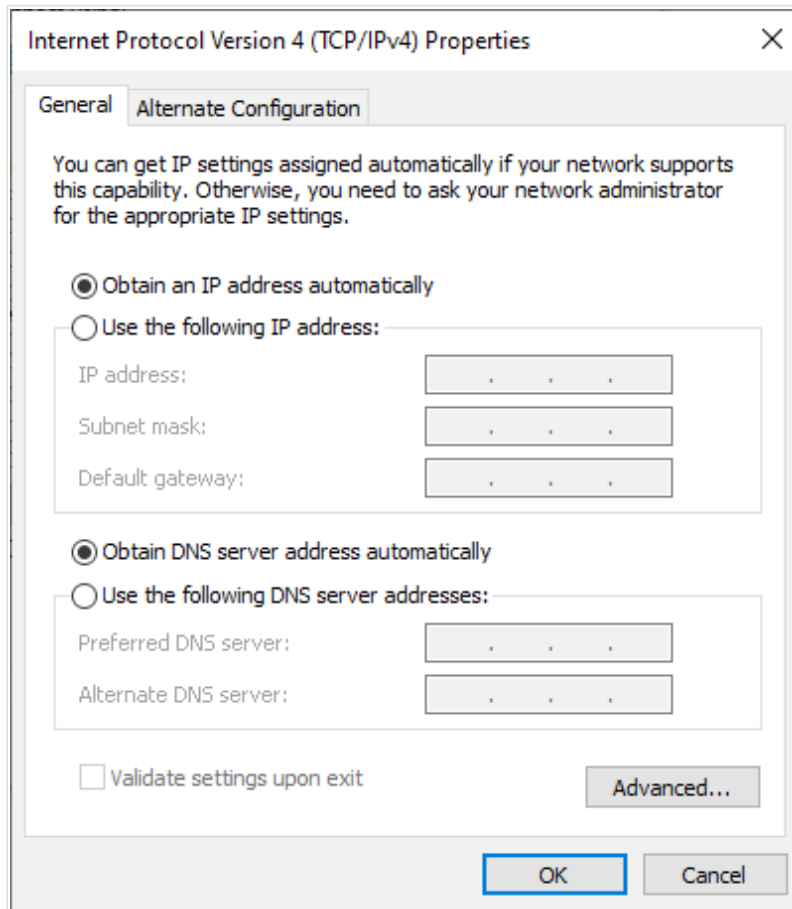 Internet Protocol Version 4 (TCP/IPv4) Properties
General
Alternate Configuration
You can get IP settings assigned automatically if your network supports
this capability. Otherwise, you need to ask your network administrator
for the appropriate IP settings.
Obtain an IP address automatically
Use the following IP address:
IP address: . . .
Subnet mask: . . .
Default gateway: . . .
Obtain DNS server address automatically
Use the following DNS server addresses:
Preferred DNS server: . . .
Alternate DNS server: . . .
Validate settings upon exit
Advanced...
OK
Cancel